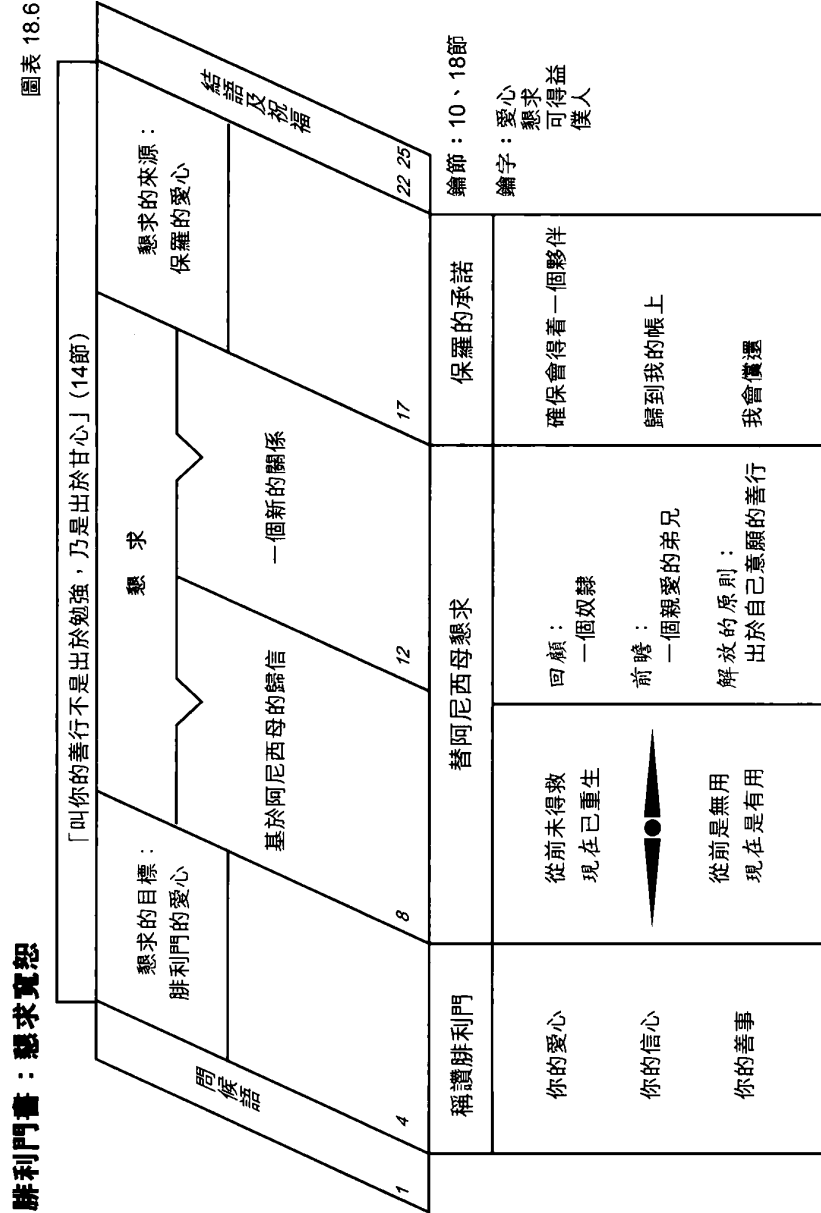 腓利門書：懇求寬恕
圖表 18.6
「叫你的善行不是出於勉強，乃是出於甘心」（14節）
問候語
懇求的目標：
腓利門的愛心
懇求
基於阿尼西母的歸信
一個新的關係
懇求的來源：
保羅的愛心
結語及祝福
1
4
8
12
17
22 25
稱讚腓利門
替阿尼西母懇求
保羅的承諾
你的愛心
你的信心
你的善事
從前未得救
現在已重生
從前是無用
現在是有用
回顧：
一個奴隸
前瞻：
一個親愛的弟兄
解放的原則：
出於自己意願的善行
確保會得着一個夥伴
歸到我的帳上
我會償還
鑰節：10、18節
鑰字：愛心
懇求
可得益
僕人